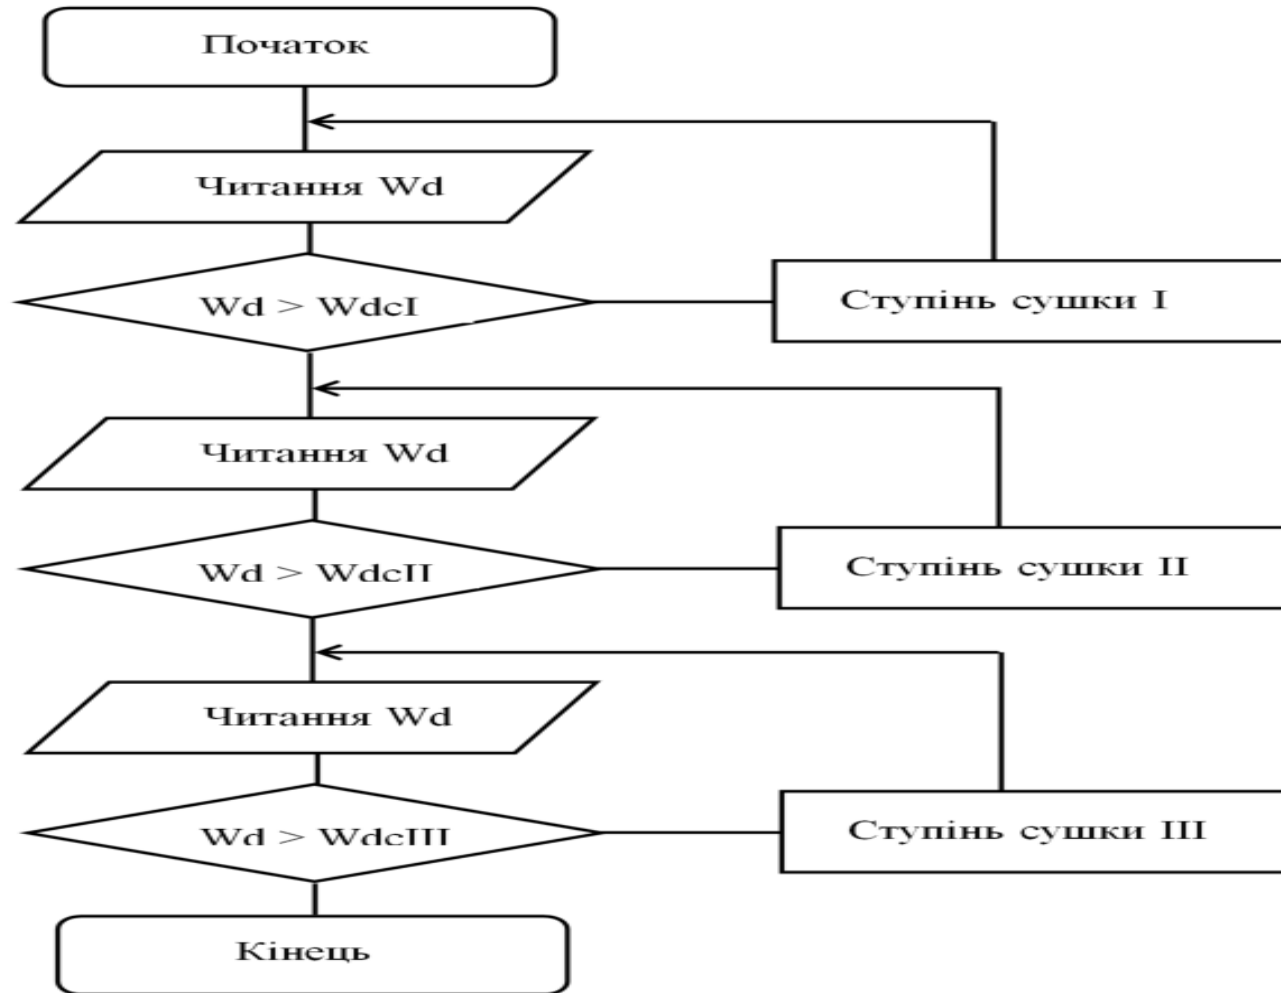 Початок
Читання Wd
Wd > WdcI
Ступінь сушки I
Читання Wd
Wd > WdcII
Ступінь сушки II
Читання Wd
Wd > WdcIII
Ступінь сушки III
Кінець